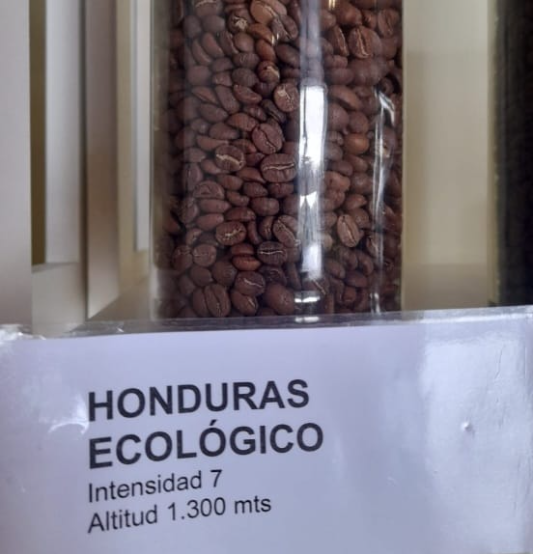 HONDURAS
ECOLÓGICO
Intensidad 7
Altitud 1.300 mts